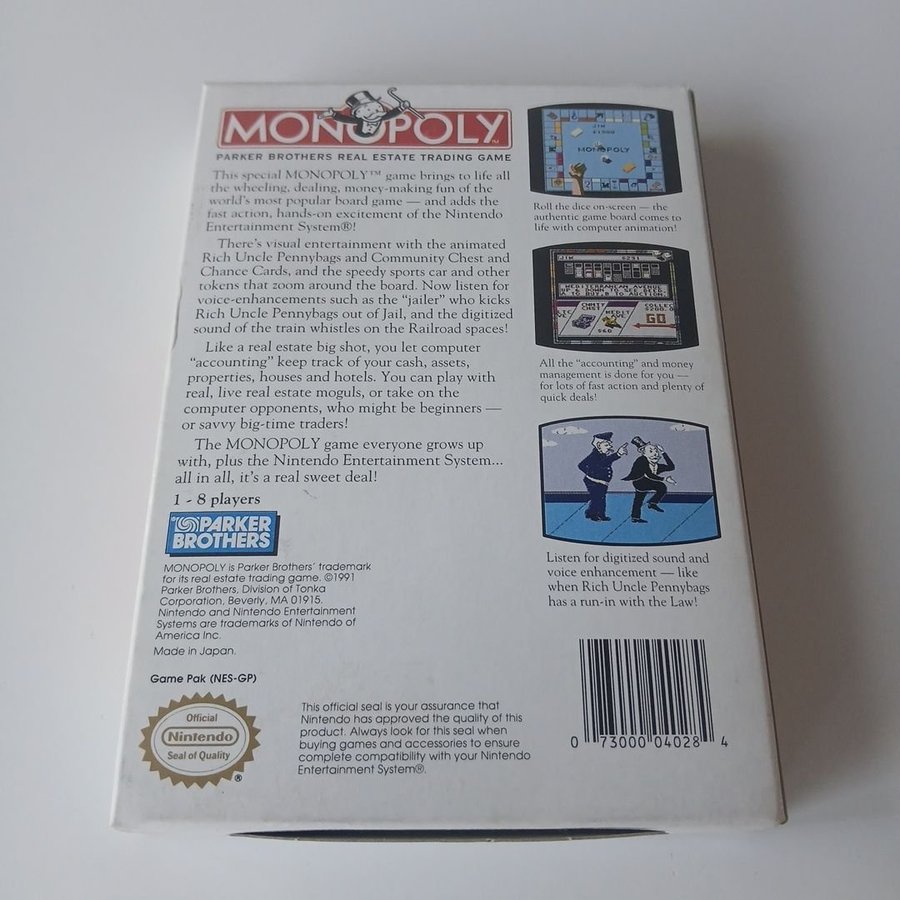 MONOPOLY™
PARKER BROTHERS REAL ESTATE TRADING GAME
This special MONOPOLY™ game brings to life all
the wheeling, dealing, money-making fun of the
world's most popular board game — and adds the
fast action, hands-on excitement of the Nintendo
Entertainment System®!
There's visual entertainment with the animated
Rich Uncle Pennybags and Community Chest and
Chance Cards, and the speedy sports car and other
tokens that zoom around the board. Now listen for
voice-enhancements such as the "jailer" who kicks
Rich Uncle Pennybags out of Jail, and the digitized
sound of the train whistles on the Railroad spaces!
Like a real estate big shot, you let computer
"accounting" keep track of your cash, assets,
properties, houses and hotels. You can play with
real, live real estate moguls, or take on the
computer opponents, who might be beginners —
or savvy big-time traders!
The MONOPOLY game everyone grows up
with, plus the Nintendo Entertainment System...
all in all, it's a real sweet deal!
1 - 8 players
PARKER
BROTHERS
MONOPOLY is Parker Brothers' trademark
for its real estate trading game. ©1991
Parker Brothers, Division of Tonka
Corporation, Beverly, MA 01915.
Nintendo and Nintendo Entertainment
Systems are trademarks of Nintendo of
America Inc.
Made in Japan.
Game Pak (NES-GP)
Official
Nintendo
Seal of Quality
®
This official seal is your assurance that
Nintendo has approved the quality of this
product. Always look for this seal when
buying games and accessories to ensure
complete compatibility with your Nintendo
Entertainment System®.
JIM
MONOPOLY
Roll the dice on-screen — the
authentic game board comes to
life with computer animation!
JIM
MEDITERRANEAN AVENUE
GO
All the "accounting" and money
management is done for you —
for lots of fast action and plenty of
quick deals!
Listen for digitized sound and
voice enhancement — like
when Rich Uncle Pennybags
has a run-in with the Law!
0 73000 04028 4